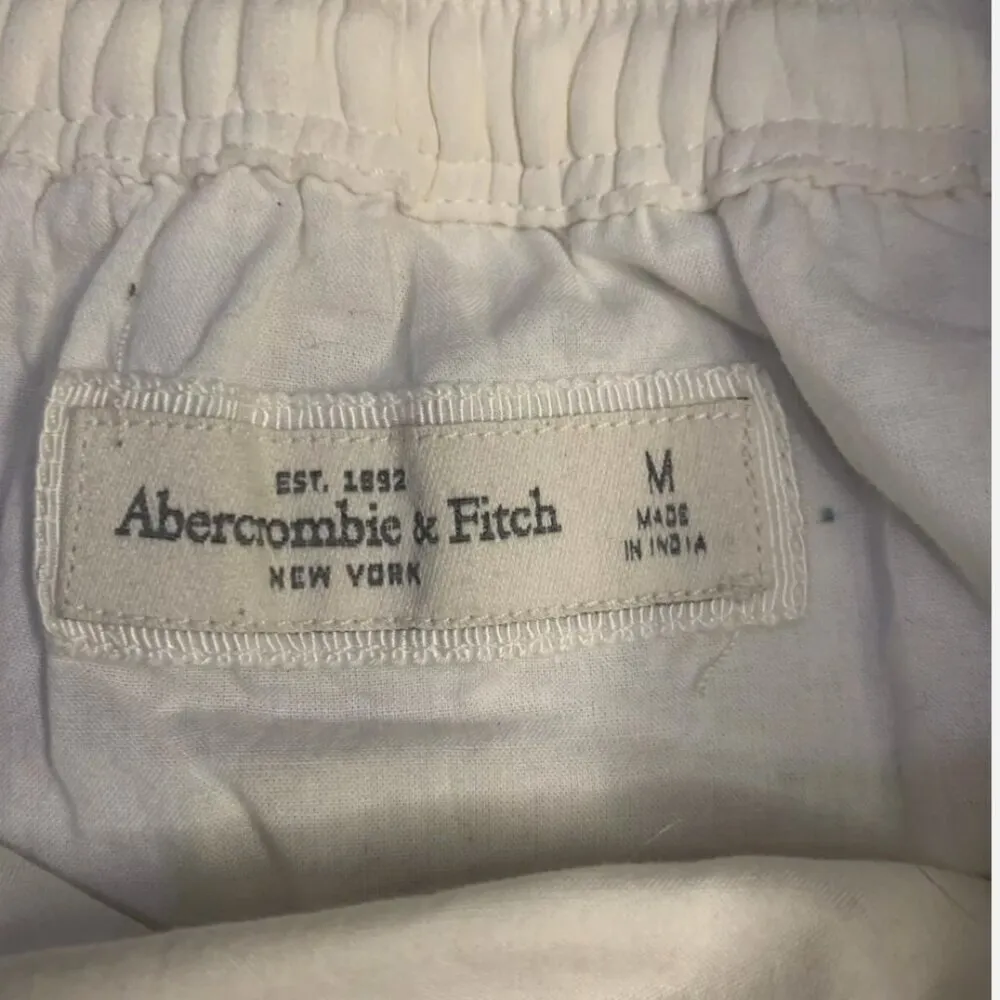 EST. 1892
Abercrombie & Fitch
NEW YORK
M
MADE
IN INDIA